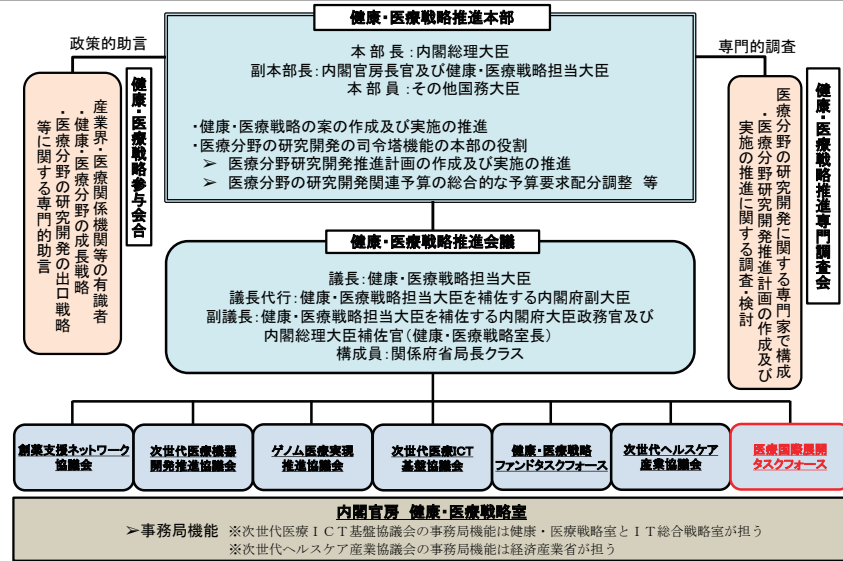 健康・医療戦略推進本部
本 部 長 ：内閣総理大臣
副本部長：内閣官房長官及び健康・医療戦略担当大臣
本 部 員 ：その他国務大臣
・健康・医療戦略の案の作成及び実施の推進
・医療分野の研究開発の司令塔機能の本部の役割
➢ 医療分野研究開発推進計画の作成及び実施の推進
➢ 医療分野の研究開発関連予算の総合的な予算要求配分調整 等
政策的助言
健康・医療戦略参与会合
産業界・医療関係機関等の有識者
・健康・医療分野の成長戦略
・医療分野の研究開発の出口戦略
等に関する専門的助言
専門的調査
健康・医療戦略推進専門調査会
医療分野の研究開発に関する専門家で構成
・医療分野研究開発推進計画の作成及び
実施の推進に関する調査・検討
健康・医療戦略推進会議
議長：健康・医療戦略担当大臣
議長代行：健康・医療戦略担当大臣を補佐する内閣府副大臣
副議長：健康・医療戦略担当大臣を補佐する内閣府大臣政務官及び
内閣総理大臣補佐官（健康・医療戦略室長）
構成員：関係府省局長クラス
創薬支援ネットワーク
協議会
次世代医療機器
開発推進協議会
ゲノム医療実現
推進協議会
次世代医療ICT
基盤協議会
健康・医療戦略
ファンドタスクフォース
次世代ヘルスケア
産業協議会
医療国際展開
タスクフォース
内閣官房 健康・医療戦略室
➢事務局機能 ※次世代医療ＩＣＴ基盤協議会の事務局機能は健康・医療戦略室とＩＴ総合戦略室が担う
※次世代ヘルスケア産業協議会の事務局機能は経済産業省が担う